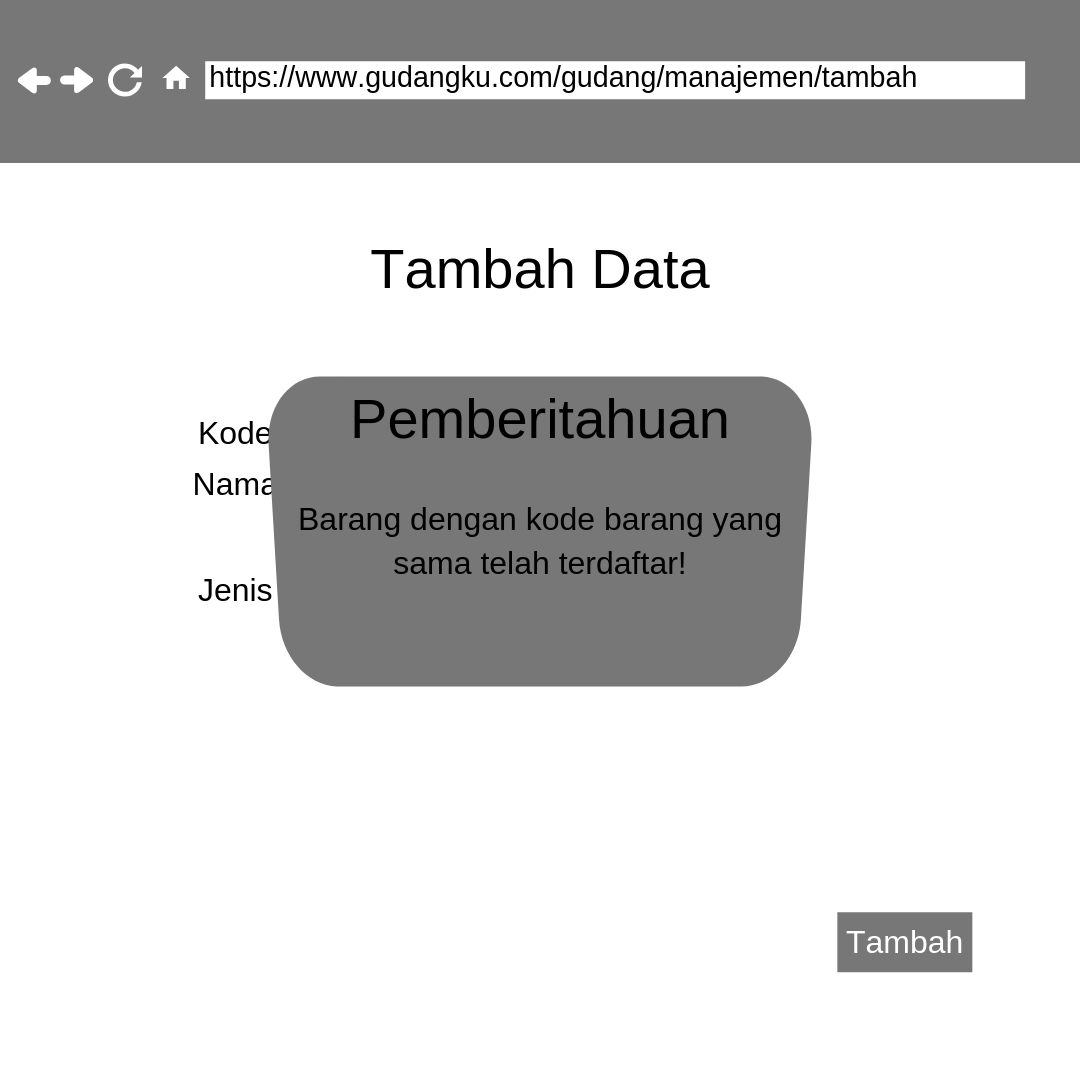 https://www.gudangku.com/gudang/manajemen/tambah
Tambah Data
Pemberitahuan
Kode
Nama
Barang dengan kode barang yang
sama telah terdaftar!
Jenis
Tambah